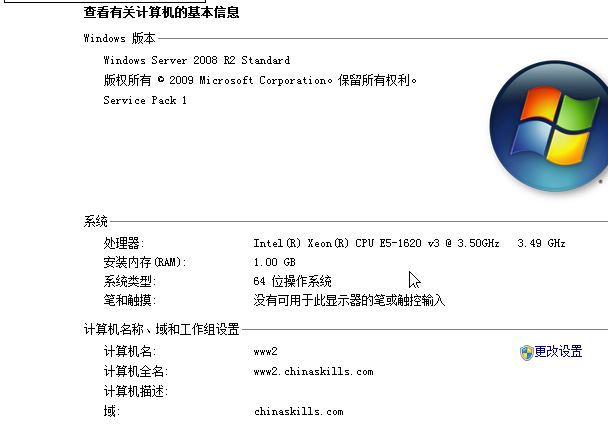 查看有关计算机的基本信息
Windows 版本
Windows Server 2008 R2 Standard
版权所有 © 2009 Microsoft Corporation。保留所有权利。
Service Pack 1
系统
处理器: Intel(R) Xeon(R) CPU E5-1620 v3 @ 3.50GHz 3.49 GHz
安装内存(RAM): 1.00 GB
系统类型: 64 位操作系统
笔和触摸: 没有可用于此显示器的笔或触控输入
计算机名称、域和工作组设置
计算机名: www2 更改设置
计算机全名: www2.chinaskills.com
计算机描述:
域: chinaskills.com